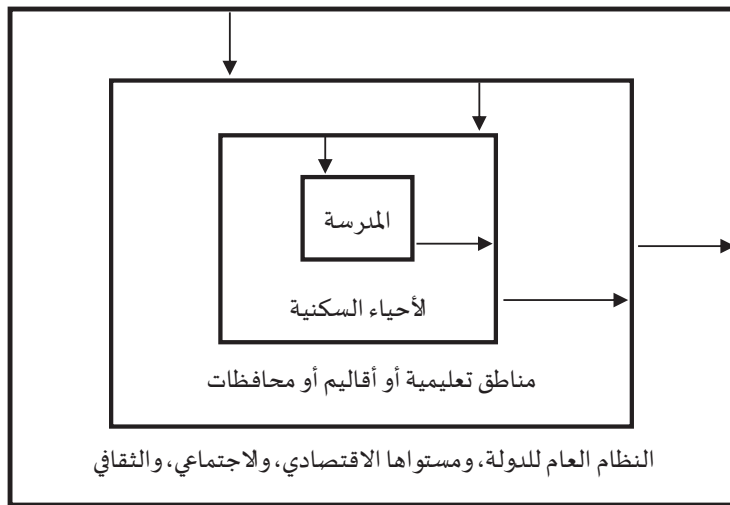 المدرسة
الأحياء السكنية
مناطق تعليمية أو أقاليم أو محافظات
النظام العام للدولة، ومستواها الاقتصادي، والاجتماعي، والثقافي